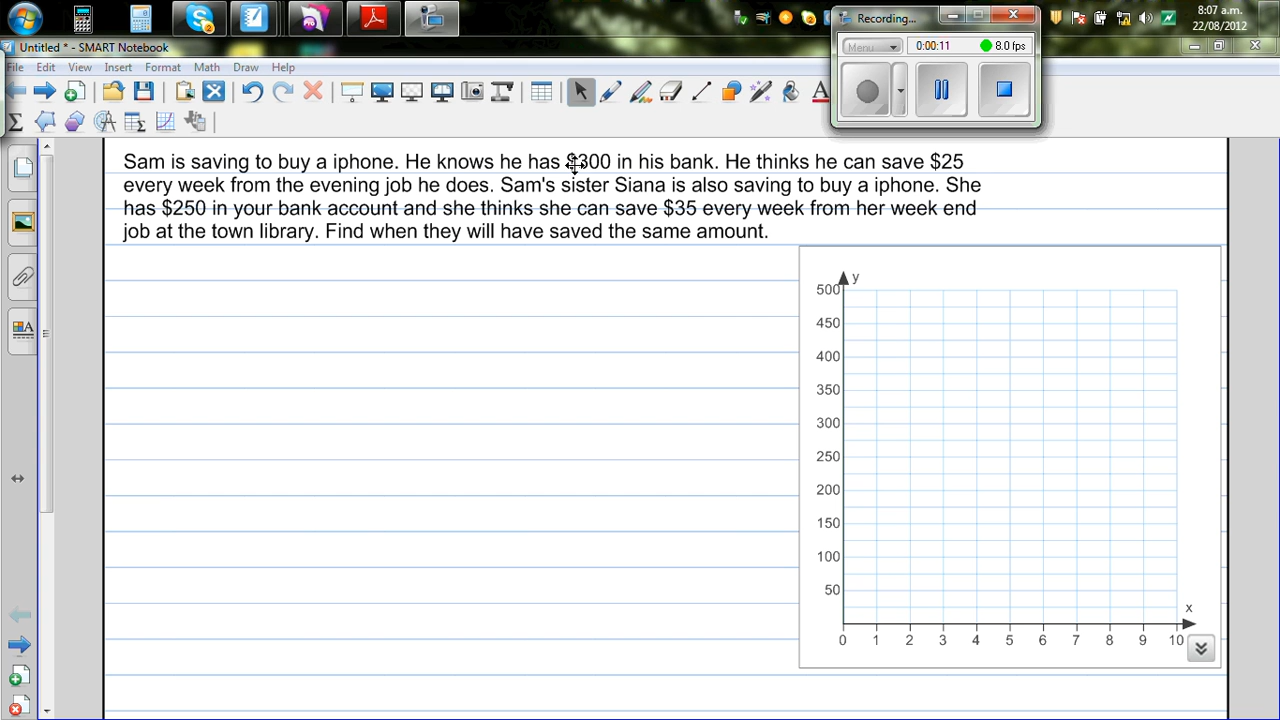 8:07 a.m.
22/08/2012
Recording...
Menu
0:00:11
8.0 fps
Untitled * - SMART Notebook
File Edit View Insert Format Math Draw Help
Sam is saving to buy a iphone. He knows he has $300 in his bank. He thinks he can save $25
every week from the evening job he does. Sam's sister Siana is also saving to buy a iphone. She
has $250 in your bank account and she thinks she can save $35 every week from her week end
job at the town library. Find when they will have saved the same amount.
y
500
450
400
350
300
250
200
150
100
50
x
0 1 2 3 4 5 6 7 8 9 10